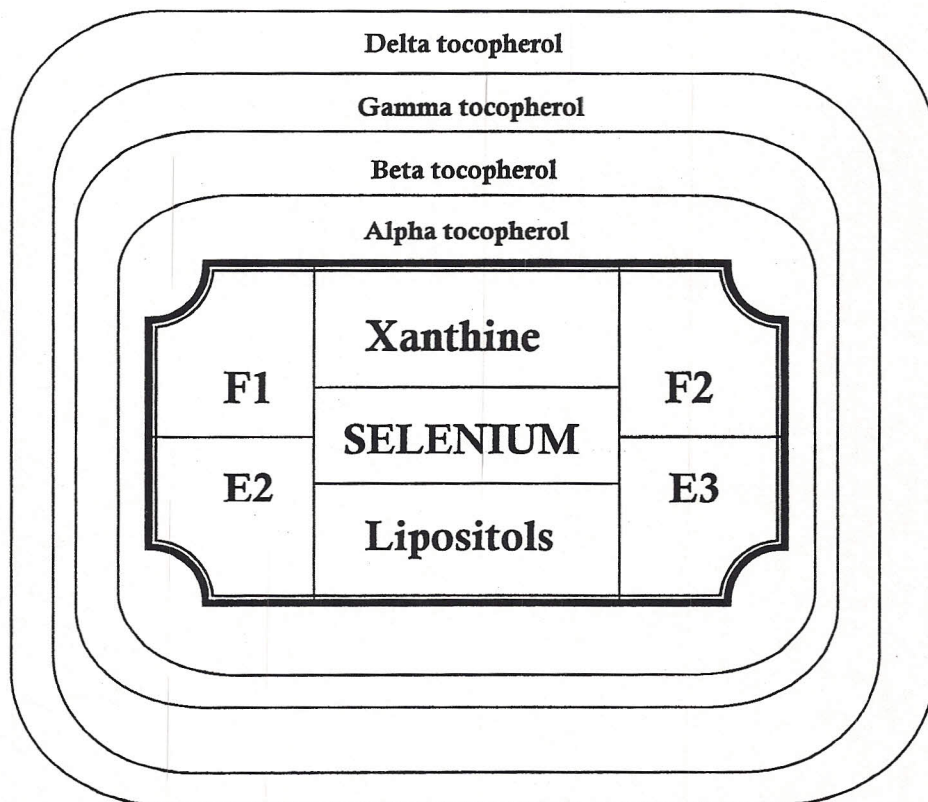 Delta tocopherol
Gamma tocopherol
Beta tocopherol
Alpha tocopherol
Xanthine
F1
F2
SELENIUM
E2
E3
Lipositols